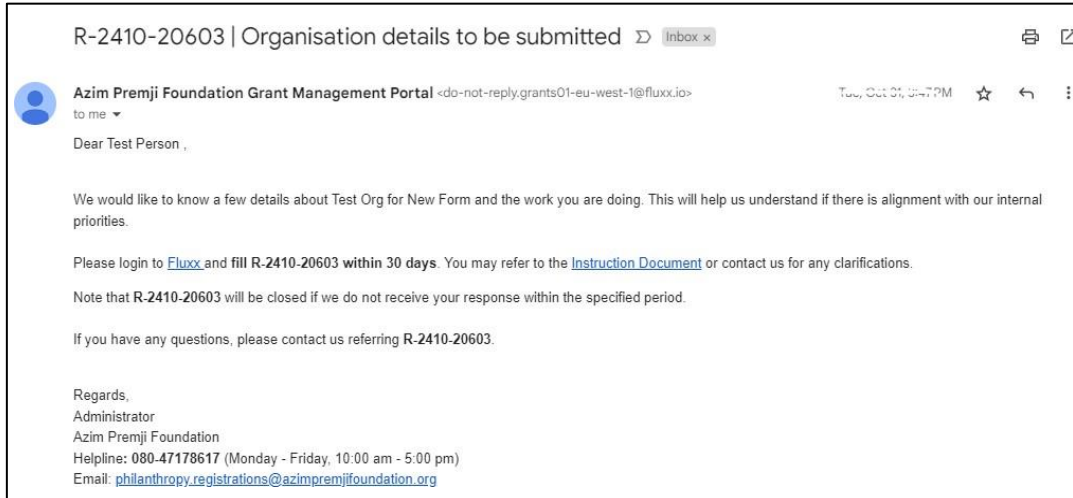 R-2410-20603 | Organisation details to be submitted Inbox ×
Azim Premji Foundation Grant Management Portal <do-not-reply.grants01-eu-west-1@fluxx.io>
to me
Dear Test Person ,
We would like to know a few details about Test Org for New Form and the work you are doing. This will help us understand if there is alignment with our internal
priorities.
Please login to Fluxx and fill R-2410-20603 within 30 days. You may refer to the Instruction Document or contact us for any clarifications.
Note that R-2410-20603 will be closed if we do not receive your response within the specified period.
If you have any questions, please contact us referring R-2410-20603.
Regards,
Administrator
Azim Premji Foundation
Helpline: 080-47178617 (Monday - Friday, 10:00 am - 5:00 pm)
Email: philanthropy.registrations@azimpremjifoundation.org